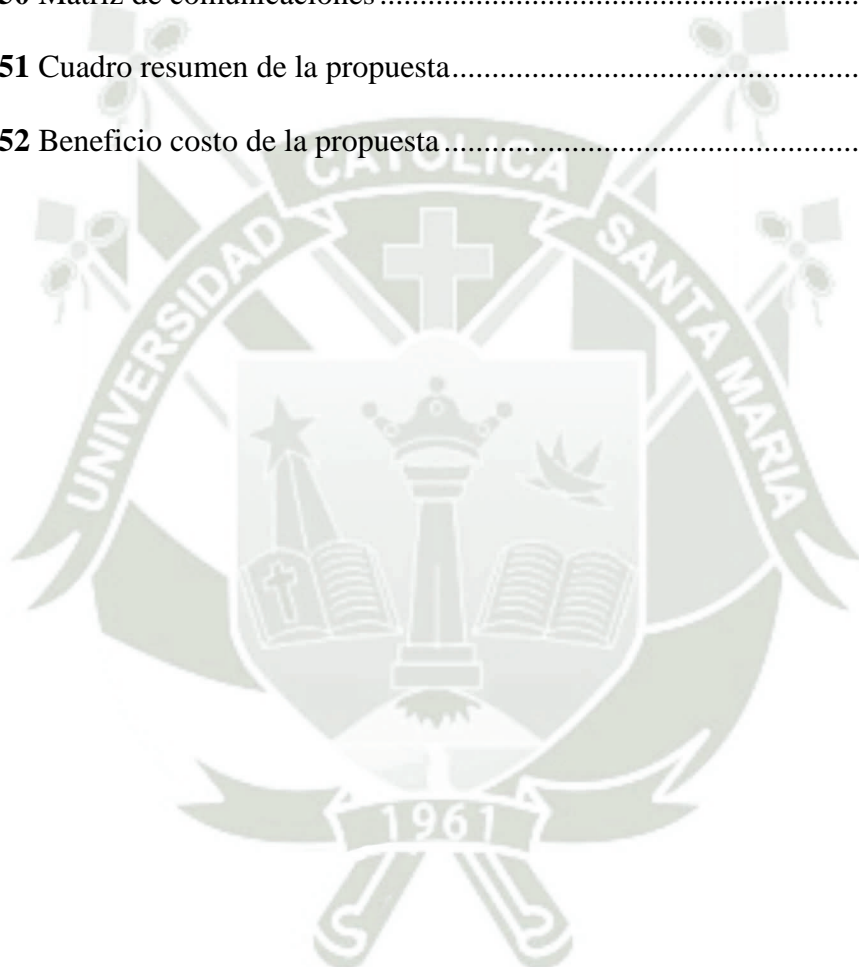 50 Matriz de comunicaciones
51 Cuadro resumen de la propuesta
52 Beneficio costo de la propuesta
UNIVERSIDAD CATOLICA SANTA MARIA
1961